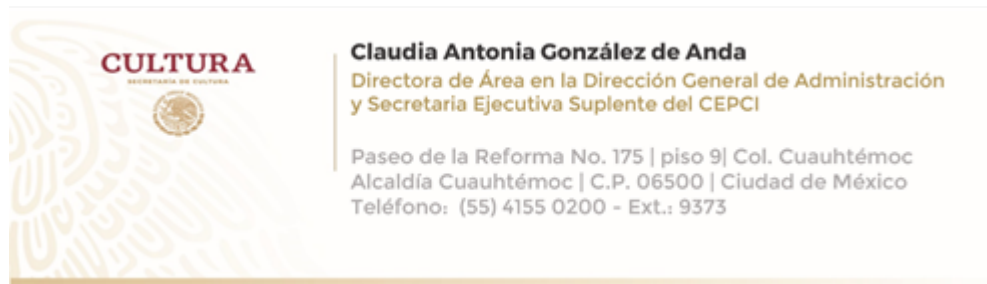 CULTURA
SECRETARÍA DE CULTURA
Claudia Antonia González de Anda
Directora de Área en la Dirección General de Administración
y Secretaria Ejecutiva Suplente del CEPCI
Paseo de la Reforma No. 175 | piso 9| Col. Cuauhtémoc
Alcaldía Cuauhtémoc | C.P. 06500 | Ciudad de México
Teléfono: (55) 4155 0200 - Ext.: 9373